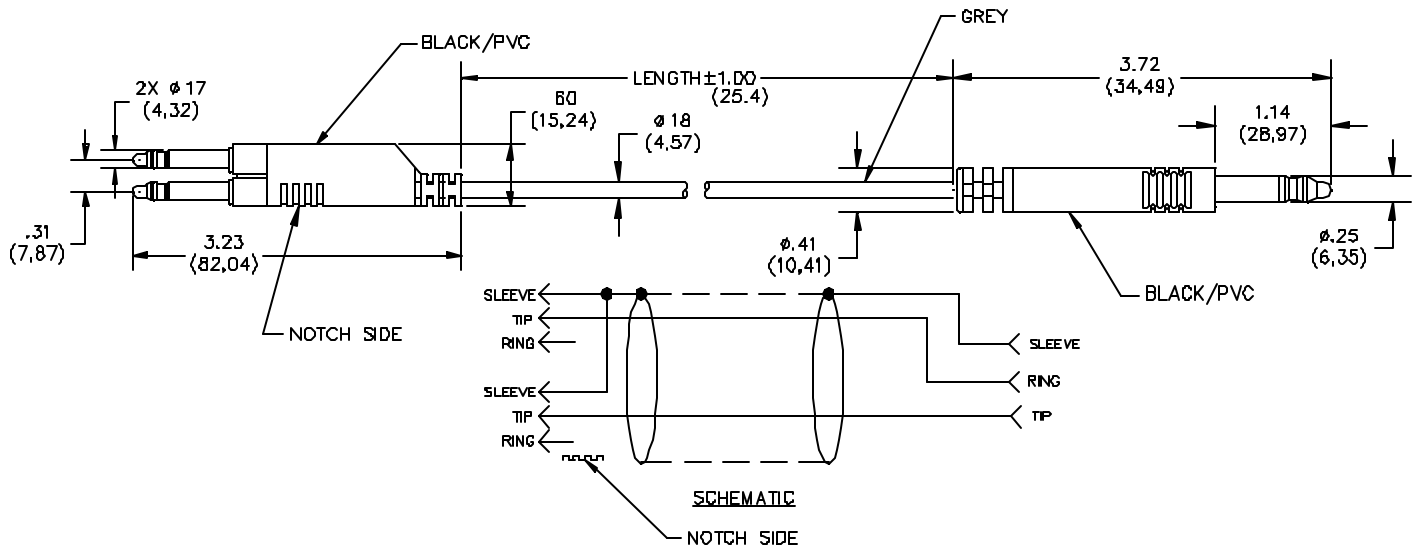 BLACK/PVC
GREY
2X ø 17
(4,32)
60
(15,24)
LENGTH±1.00
(25.4)
ø 18
(4,57)
3.72
(34,49)
1.14
(28,97)
.31
(7,87)
3.23
(82,04)
ø.41
(10,41)
ø.25
(6,35)
NOTCH SIDE
BLACK/PVC
SLEEVE
TIP
RING
SLEEVE
TIP
RING
SLEEVE
RING
TIP
SCHEMATIC
NOTCH SIDE